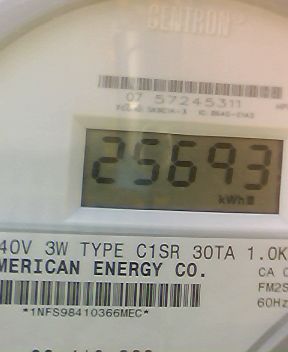 CENTRON
07 57245311
25693
kWh
40V 3W TYPE C1SR 30TA 1.0K
MERICAN ENERGY CO.
CA 0
FM2S
60Hz
*1NFS98410366MEC*